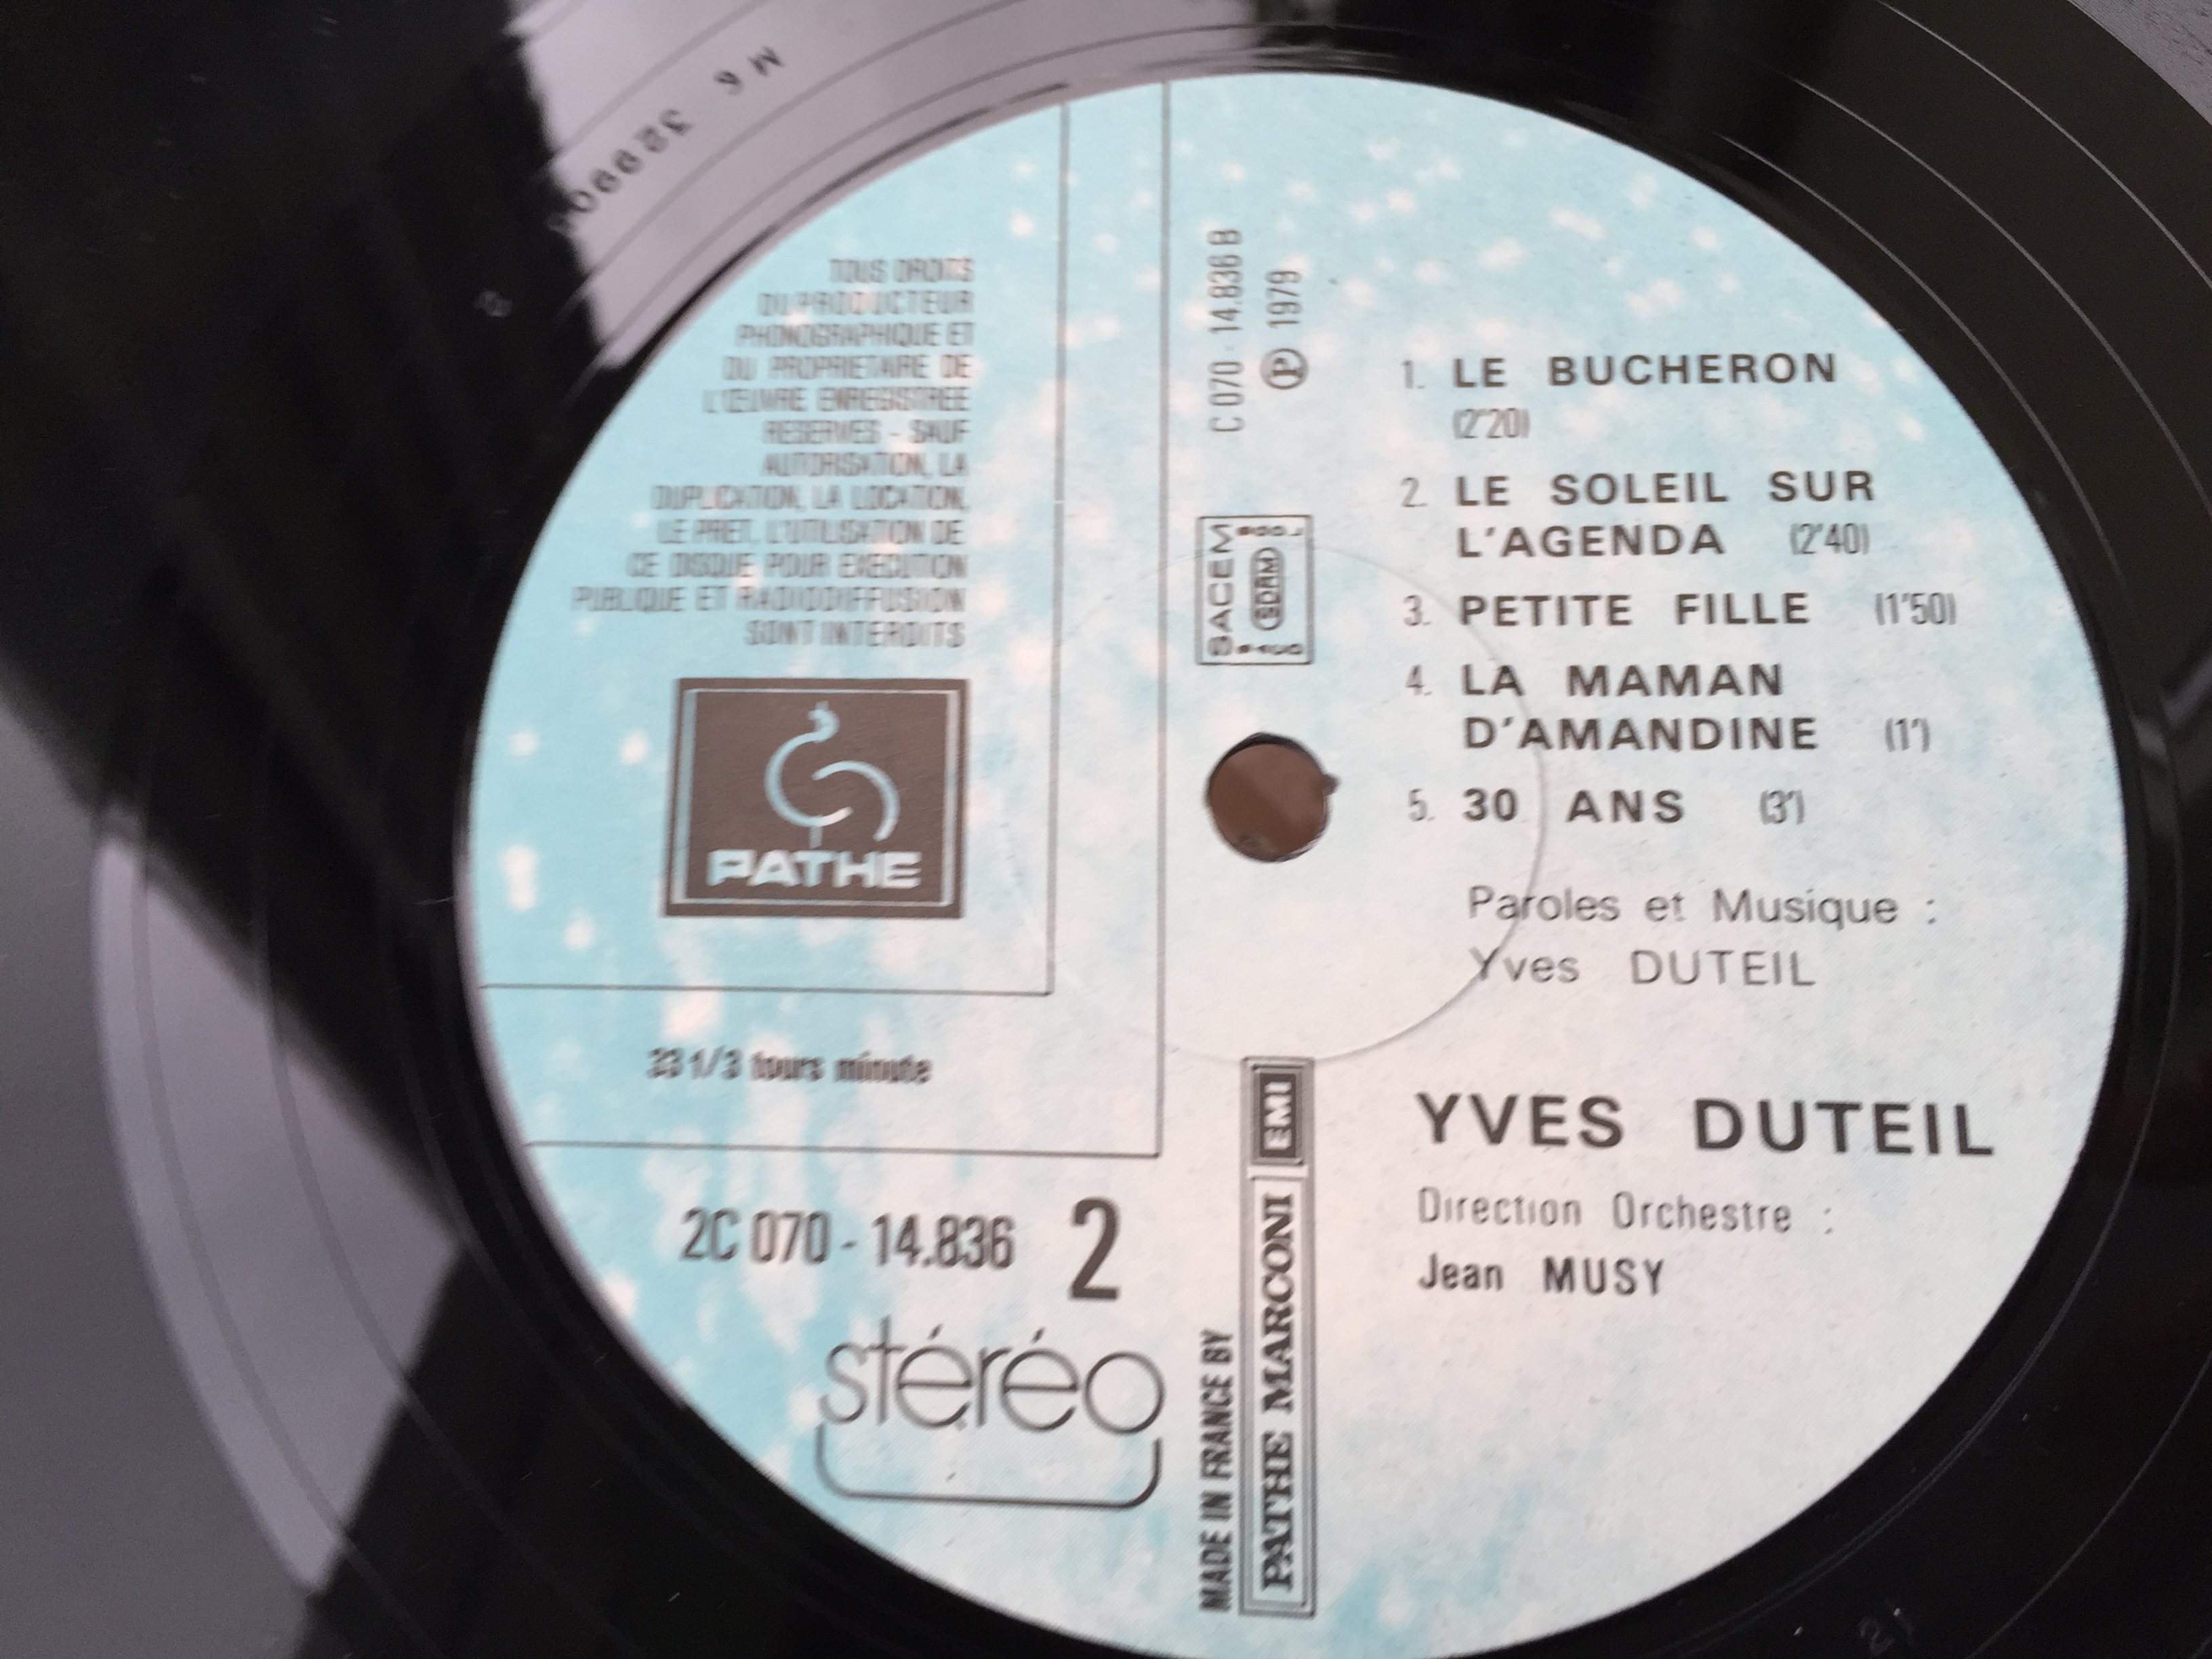 TOUS DROITS
DU PRODUCTEUR
PHONOGRAPHIQUE ET
DU PROPRIETAIRE DE
L'ŒUVRE ENREGISTREE
RESERVES - SAUF
AUTORISATION, LA
DUPLICATION, LA LOCATION,
LE PRET, L'UTILISATION DE
CE DISQUE POUR EXECUTION
PUBLIQUE ET RADIODIFFUSION
SONT INTERDITS
PATHE
33 1/3 tours minute
2C 070 - 14.836 2
stéréo
C 070 - 14.836 B
Ⓟ 1979
SACEM
SDRM
MADE IN FRANCE BY
PATHE MARCONI EMI
1. LE BUCHERON
(2'20)
2. LE SOLEIL SUR
L'AGENDA (2'40)
3. PETITE FILLE (1'50)
4. LA MAMAN
D'AMANDINE (1')
5. 30 ANS (3')
Paroles et Musique :
Yves DUTEIL
YVES DUTEIL
Direction Orchestre :
Jean MUSY
M6
21